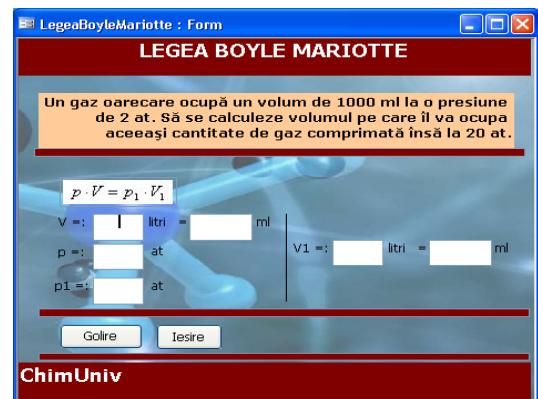 LegeaBoyleMariotte : Form
LEGEA BOYLE MARIOTTE
Un gaz oarecare ocupă un volum de 1000 ml la o presiune
de 2 at. Să se calculeze volumul pe care îl va ocupa
aceeaşi cantitate de gaz comprimată însă la 20 at.
p · V = p₁ · V₁
V =: litri = ml
p =: at
V1 =: litri = ml
p1 =: at
Golire Iesire
ChimUniv